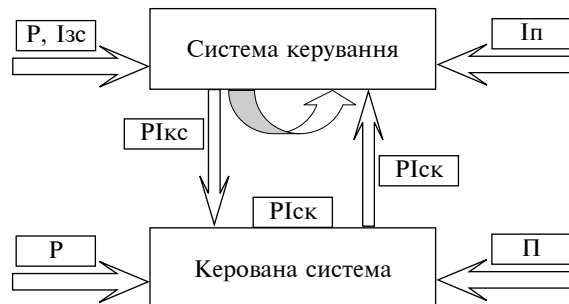 Р, Ізс
Система керування
Іп
РІкс
РІск
РІск
Р
Керована система
П